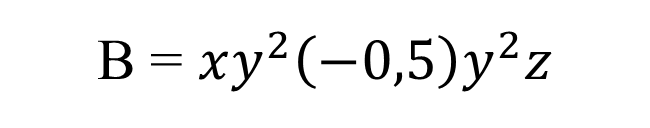 B = xy²(−0,5)y²z